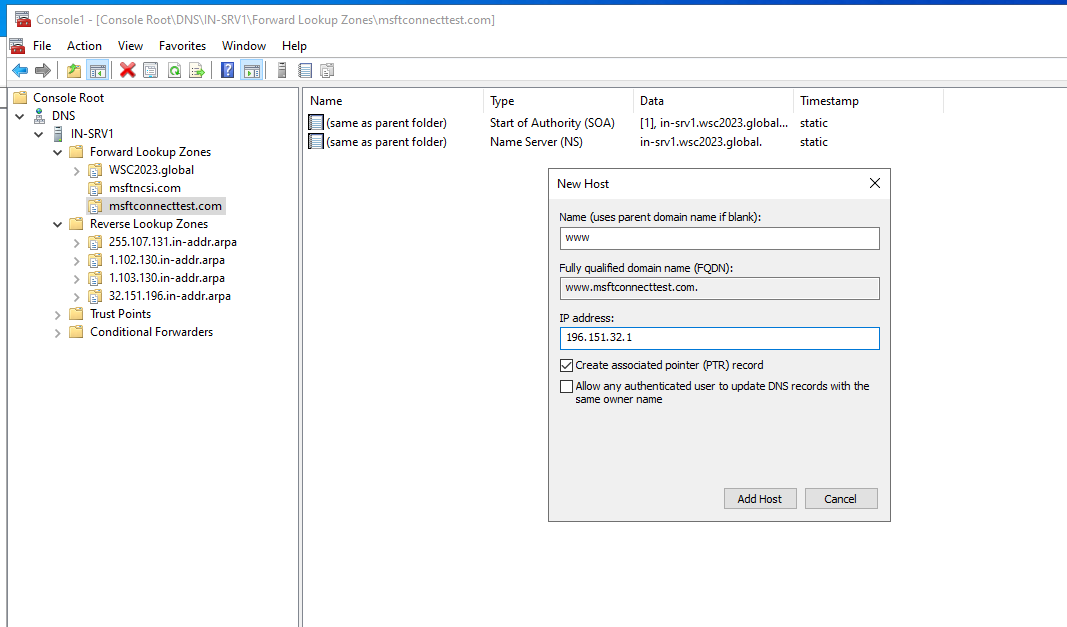 Console1 - [Console Root\DNS\IN-SRV1\Forward Lookup Zones\msftconnecttest.com]
File Action View Favorites Window Help
Console Root
DNS
IN-SRV1
Forward Lookup Zones
WSC2023.global
msftncsi.com
msftconnecttest.com
Reverse Lookup Zones
255.107.131.in-addr.arpa
1.102.130.in-addr.arpa
1.103.130.in-addr.arpa
32.151.196.in-addr.arpa
Trust Points
Conditional Forwarders
Name Type Data Timestamp
(same as parent folder) Start of Authority (SOA) [1], in-srv1.wsc2023.global... static
(same as parent folder) Name Server (NS) in-srv1.wsc2023.global. static
New Host
Name (uses parent domain name if blank):
www
Fully qualified domain name (FQDN):
www.msftconnecttest.com.
IP address:
196.151.32.1
Create associated pointer (PTR) record
Allow any authenticated user to update DNS records with the
same owner name
Add Host Cancel